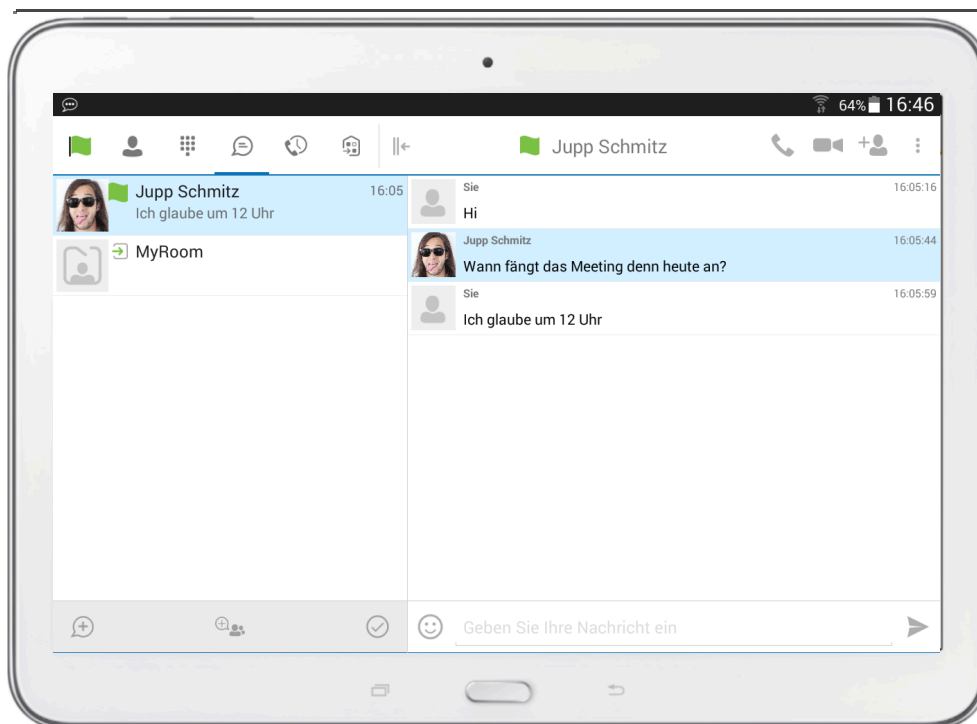 64% 16:46
Jupp Schmitz
Jupp Schmitz 16:05
Ich glaube um 12 Uhr
MyRoom
Sie 16:05:16
Hi
Jupp Schmitz 16:05:44
Wann fängt das Meeting denn heute an?
Sie 16:05:59
Ich glaube um 12 Uhr
Geben Sie Ihre Nachricht ein